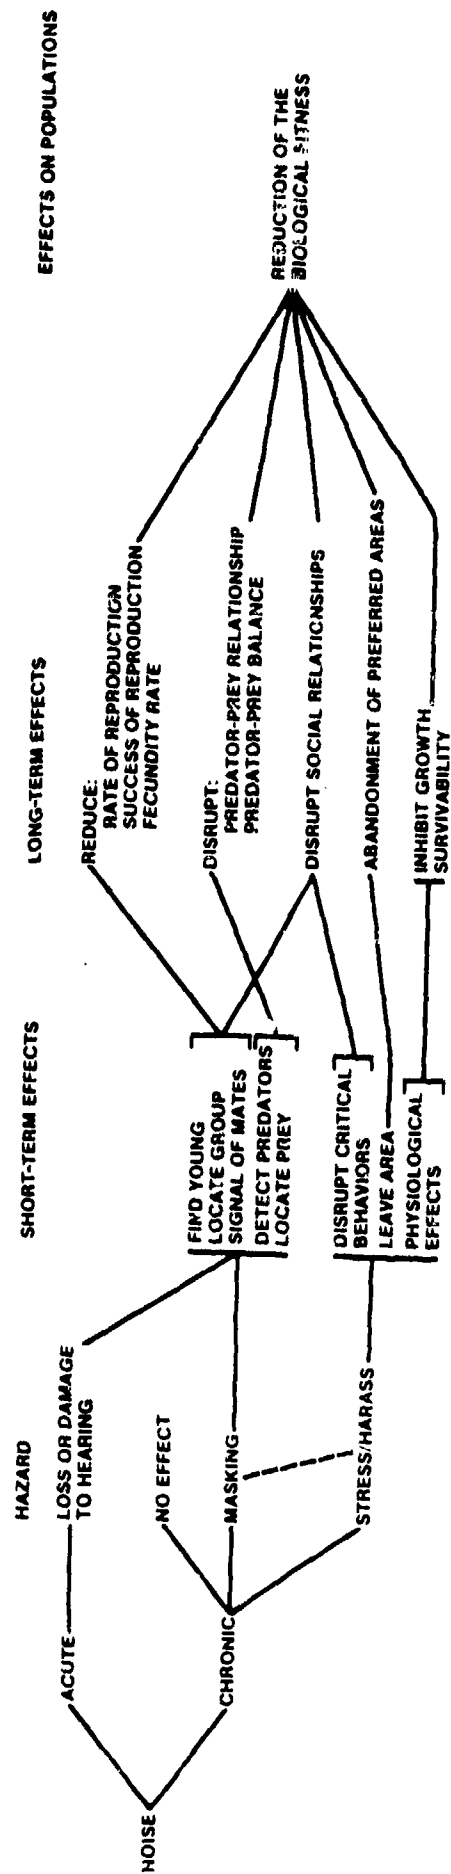 HAZARD
SHORT-TERM EFFECTS
LONG-TERM EFFECTS
EFFECTS ON POPULATIONS
NOISE
ACUTE
CHRONIC
LOSS OR DAMAGE
TO HEARING
NO EFFECT
MASKING
STRESS/HARASS
FIND YOUNG
LOCATE GROUP
SIGNAL OF MATES
DETECT PREDATORS
LOCATE PREY
DISRUPT CRITICAL
BEHAVIORS
LEAVE AREA
PHYSIOLOGICAL
EFFECTS
REDUCE:
RATE OF REPRODUCTION
SUCCESS OF REPRODUCTION
FECUNDITY RATE
DISRUPT:
PREDATOR-PREY RELATIONSHIP
PREDATOR-PREY BALANCE
DISRUPT SOCIAL RELATIONSHIPS
ABANDONMENT OF PREFERRED AREAS
INHIBIT GROWTH
SURVIVABILITY
REDUCTION OF THE
BIOLOGICAL FITNESS